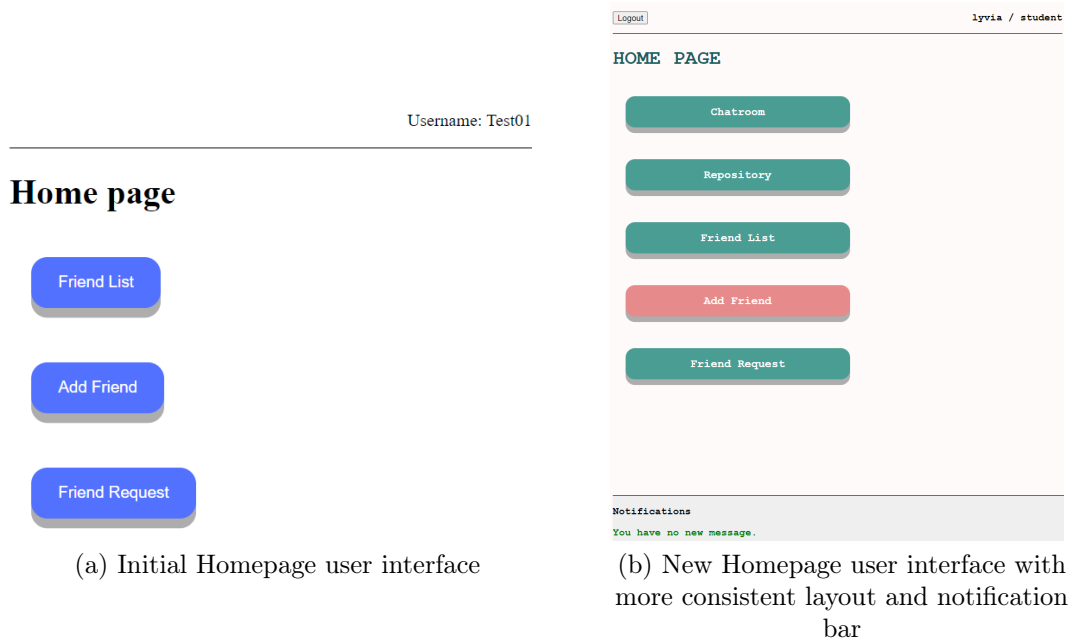 Username: Test01
Home page
Friend List
Add Friend
Friend Request
(a) Initial Homepage user interface
Logout
lyvia / student
HOME PAGE
Chatroom
Repository
Friend List
Add Friend
Friend Request
Notifications
You have no new message.
(b) New Homepage user interface with
more consistent layout and notification
bar